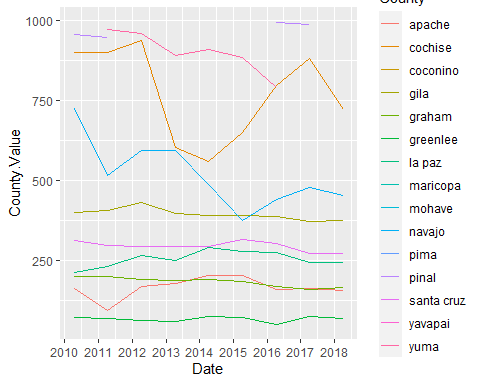 County
1000
750
500
250
County.Value
2010 2011 2012 2013 2014 2015 2016 2017 2018
Date
apache
cochise
coconino
gila
graham
greenlee
la paz
maricopa
mohave
navajo
pima
pinal
santa cruz
yavapai
yuma